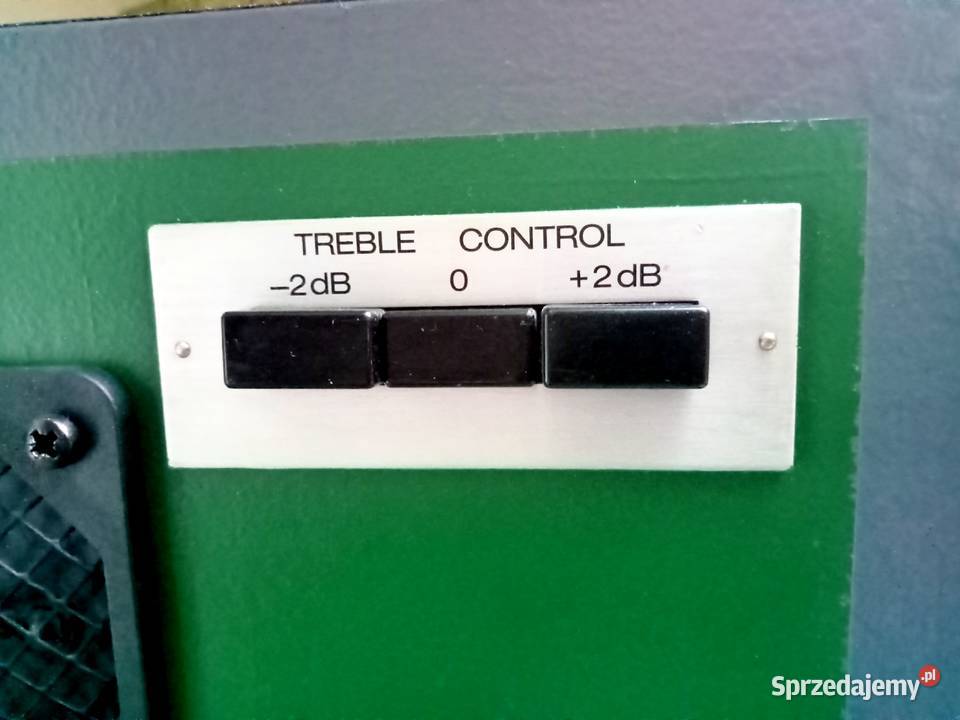 TREBLE CONTROL
–2dB 0 +2dB
Sprzedajemy.pl